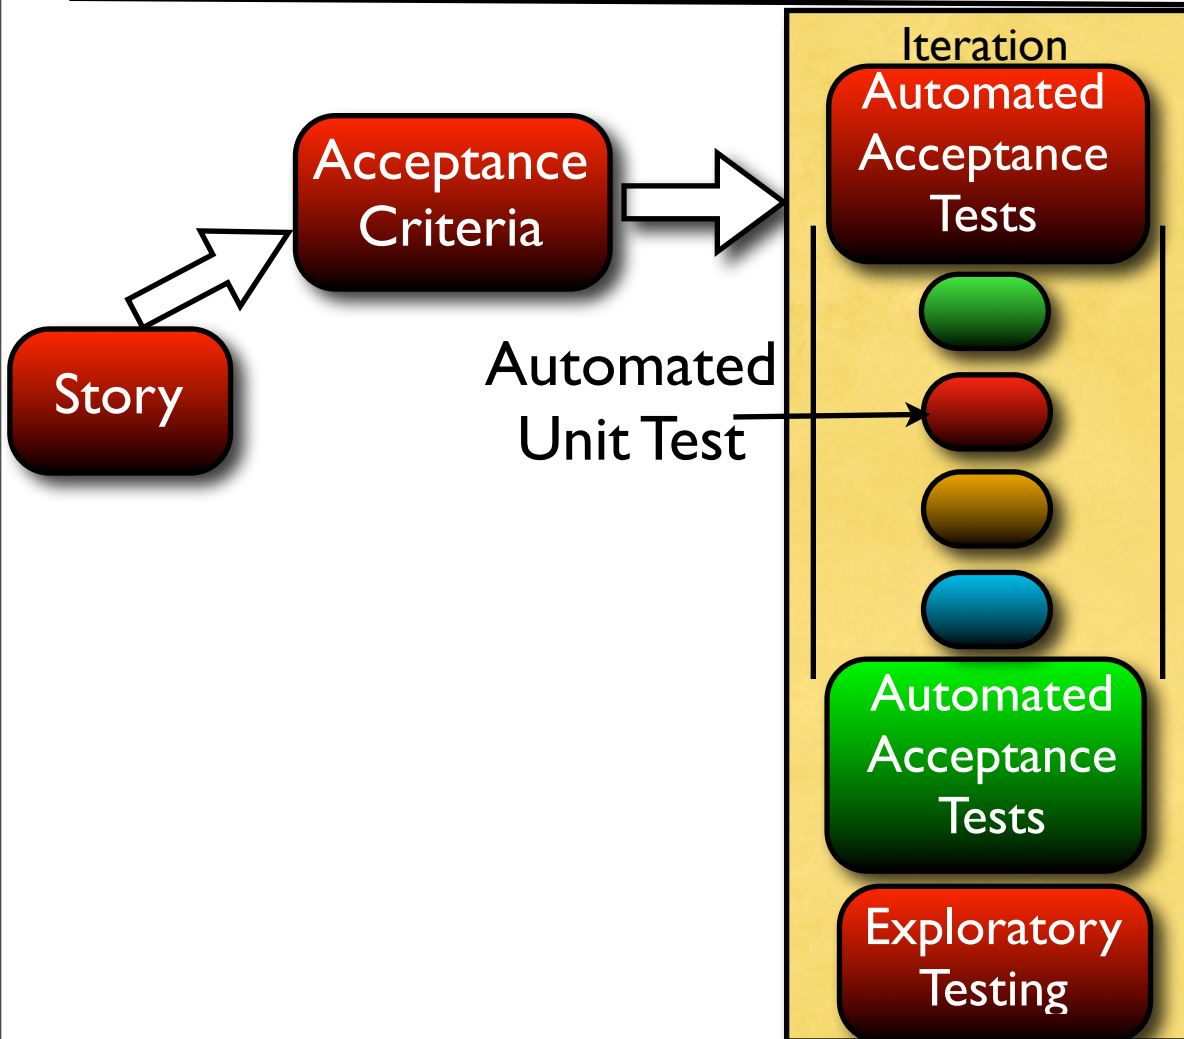 Iteration
Automated
Acceptance
Tests
Acceptance
Criteria
Story
Automated
Unit Test
Automated
Acceptance
Tests
Exploratory
Testing